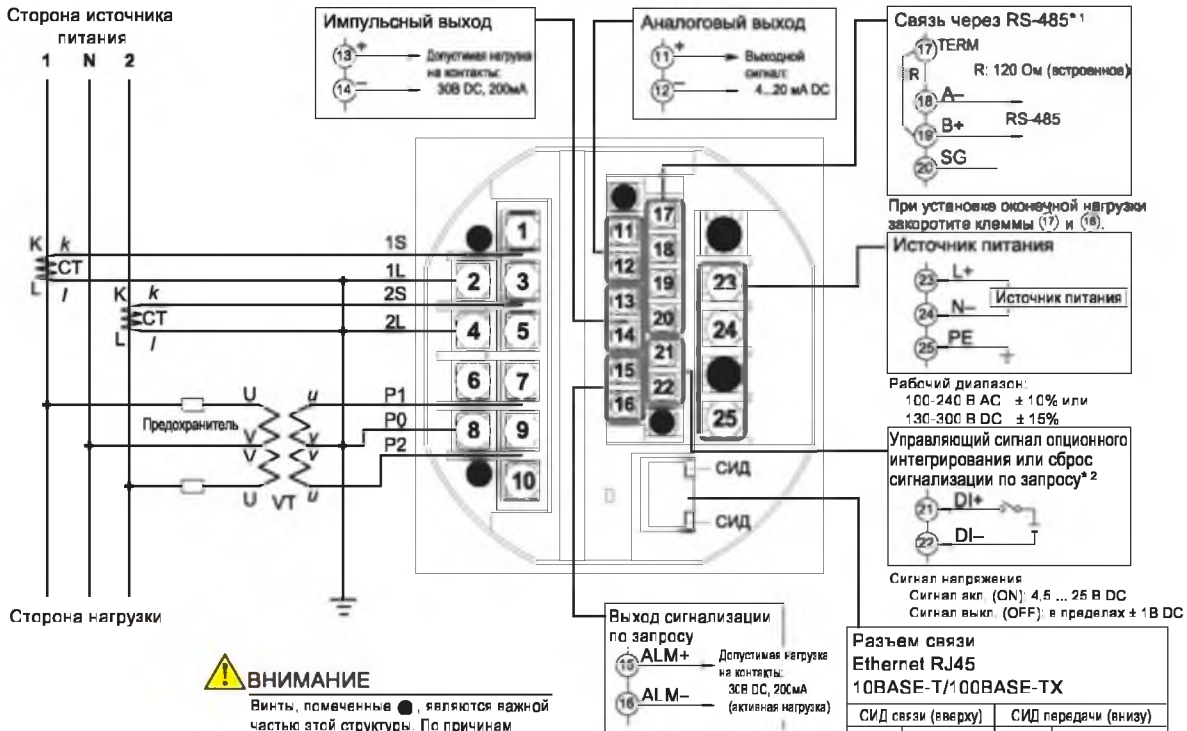 Сторона источника
питания
1 N 2
Импульсный выход
13 +
14 −
Допустимая нагрузка
на контакты:
30В DC, 200мА
Аналоговый выход
11 +
12 −
Выходной
сигнал:
4...20 мА DC
Связь через RS-485*1
17 TERM
R
R: 120 Ом (встроенное)
18 A–
19 B+
RS-485
20 SG
При установке оконечной нагрузки
закоротите клеммы (17) и (18).
Источник питания
23 L+
24 N–
Источник питания
25 PE
Рабочий диапазон:
100-240 В AC ± 10% или
130-300 В DC ± 15%
Управляющий сигнал опционного
интегрирования или сброс
сигнализации по запросу*2
21 DI+
22 DI–
Сигнал напряжения
Сигнал вкл. (ON): 4,5 ... 25 В DC
Сигнал выкл. (OFF): в пределах ± 1В DC
K k
CT
L l
K k
CT
L l
1S
1L
2S
2L
P1
P0
P2
U u
Предохранитель
V v
V v
U VT u
1
2 3
4 5
6 7
8 9
10
11
12
13
14
15
16
17
18
19
20
21
22
23
24
25
СИД
СИД
Сторона нагрузки
ВНИМАНИЕ
Винты, помеченные ●, являются важной
частью этой структуры. По причинам
Выход сигнализации
по запросу
15 ALM+
16 ALM–
Допустимая нагрузка
на контакты:
30В DC, 200мА
(активная нагрузка)
Разъем связи
Ethernet RJ45
10BASE-T/100BASE-TX
СИД связи (вверху) СИД передачи (внизу)